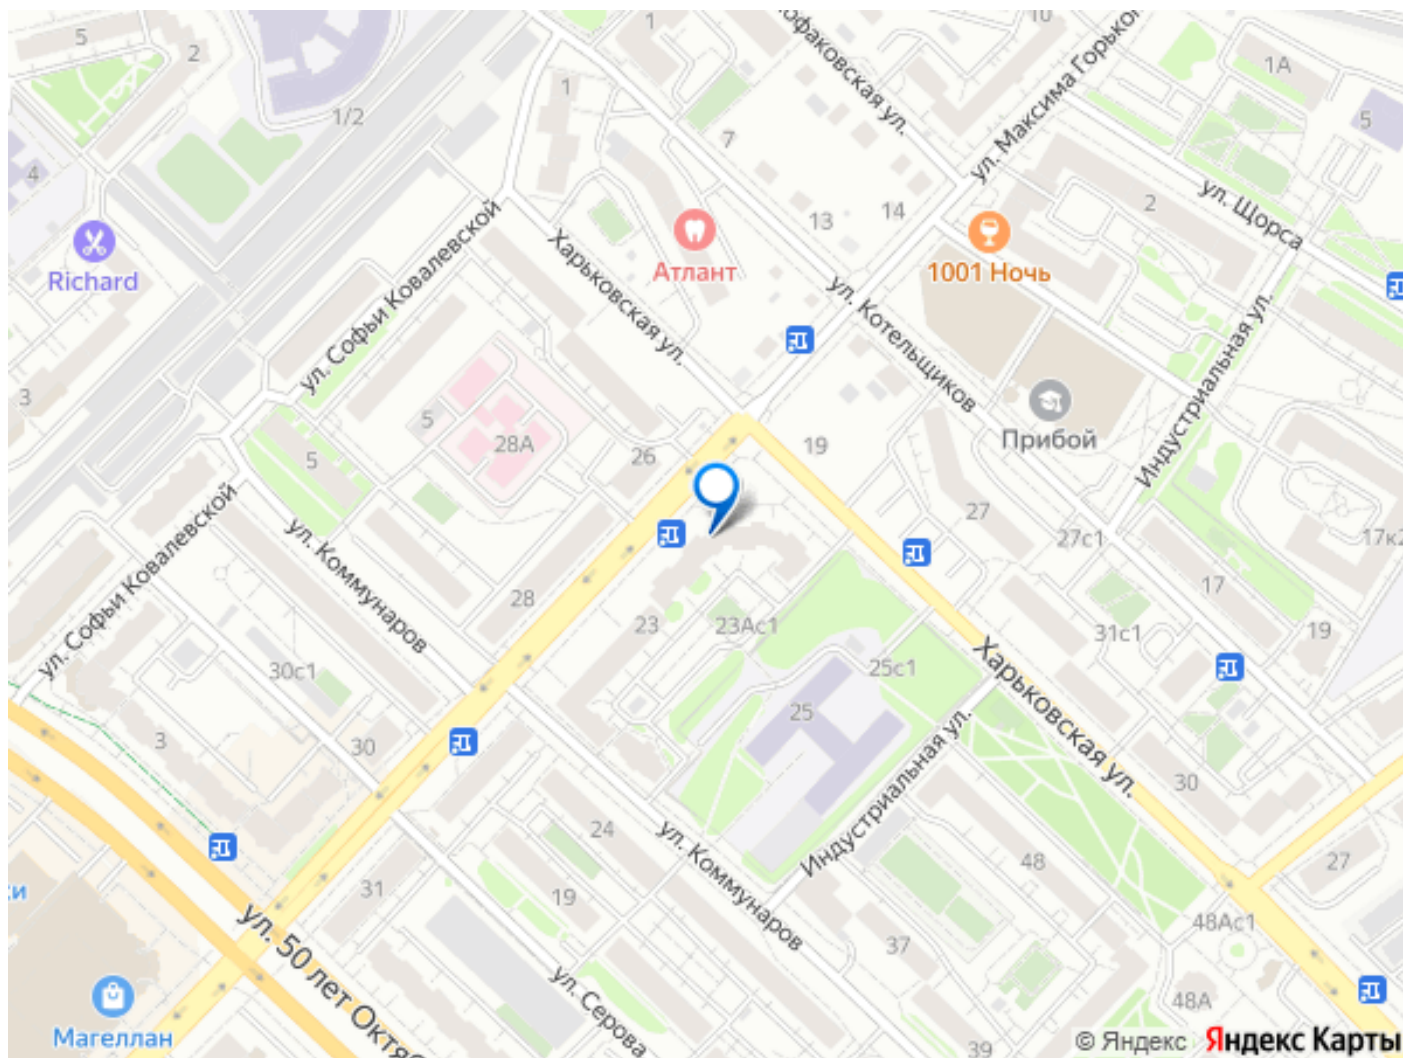 5
2
1/2
4
3
Richard
1
1
7
офаковская ул.
10
ул. Максима Горько
1А
5
ул. Щорса
2
13
14
Атлант
1001 Ночь
Харьковская ул.
ул. Софьи Ковалевской
ул. Котельщиков
Индустриальная ул.
Прибой
5
28А
26
19
5
27
27с1
17к2
17
19
31с1
ул. Софьи Ковалевской
ул. Коммунаров
28
23
23Ас1
25с1
25
30с1
3
30
Харьковская ул.
30
Индустриальная ул.
24
ул. Коммунаров
48
27
31
19
37
48Ас1
48А
39
ки
ул. 50 лет Октя
ул. Серова
Магеллан
© Яндекс Яндекс Карты